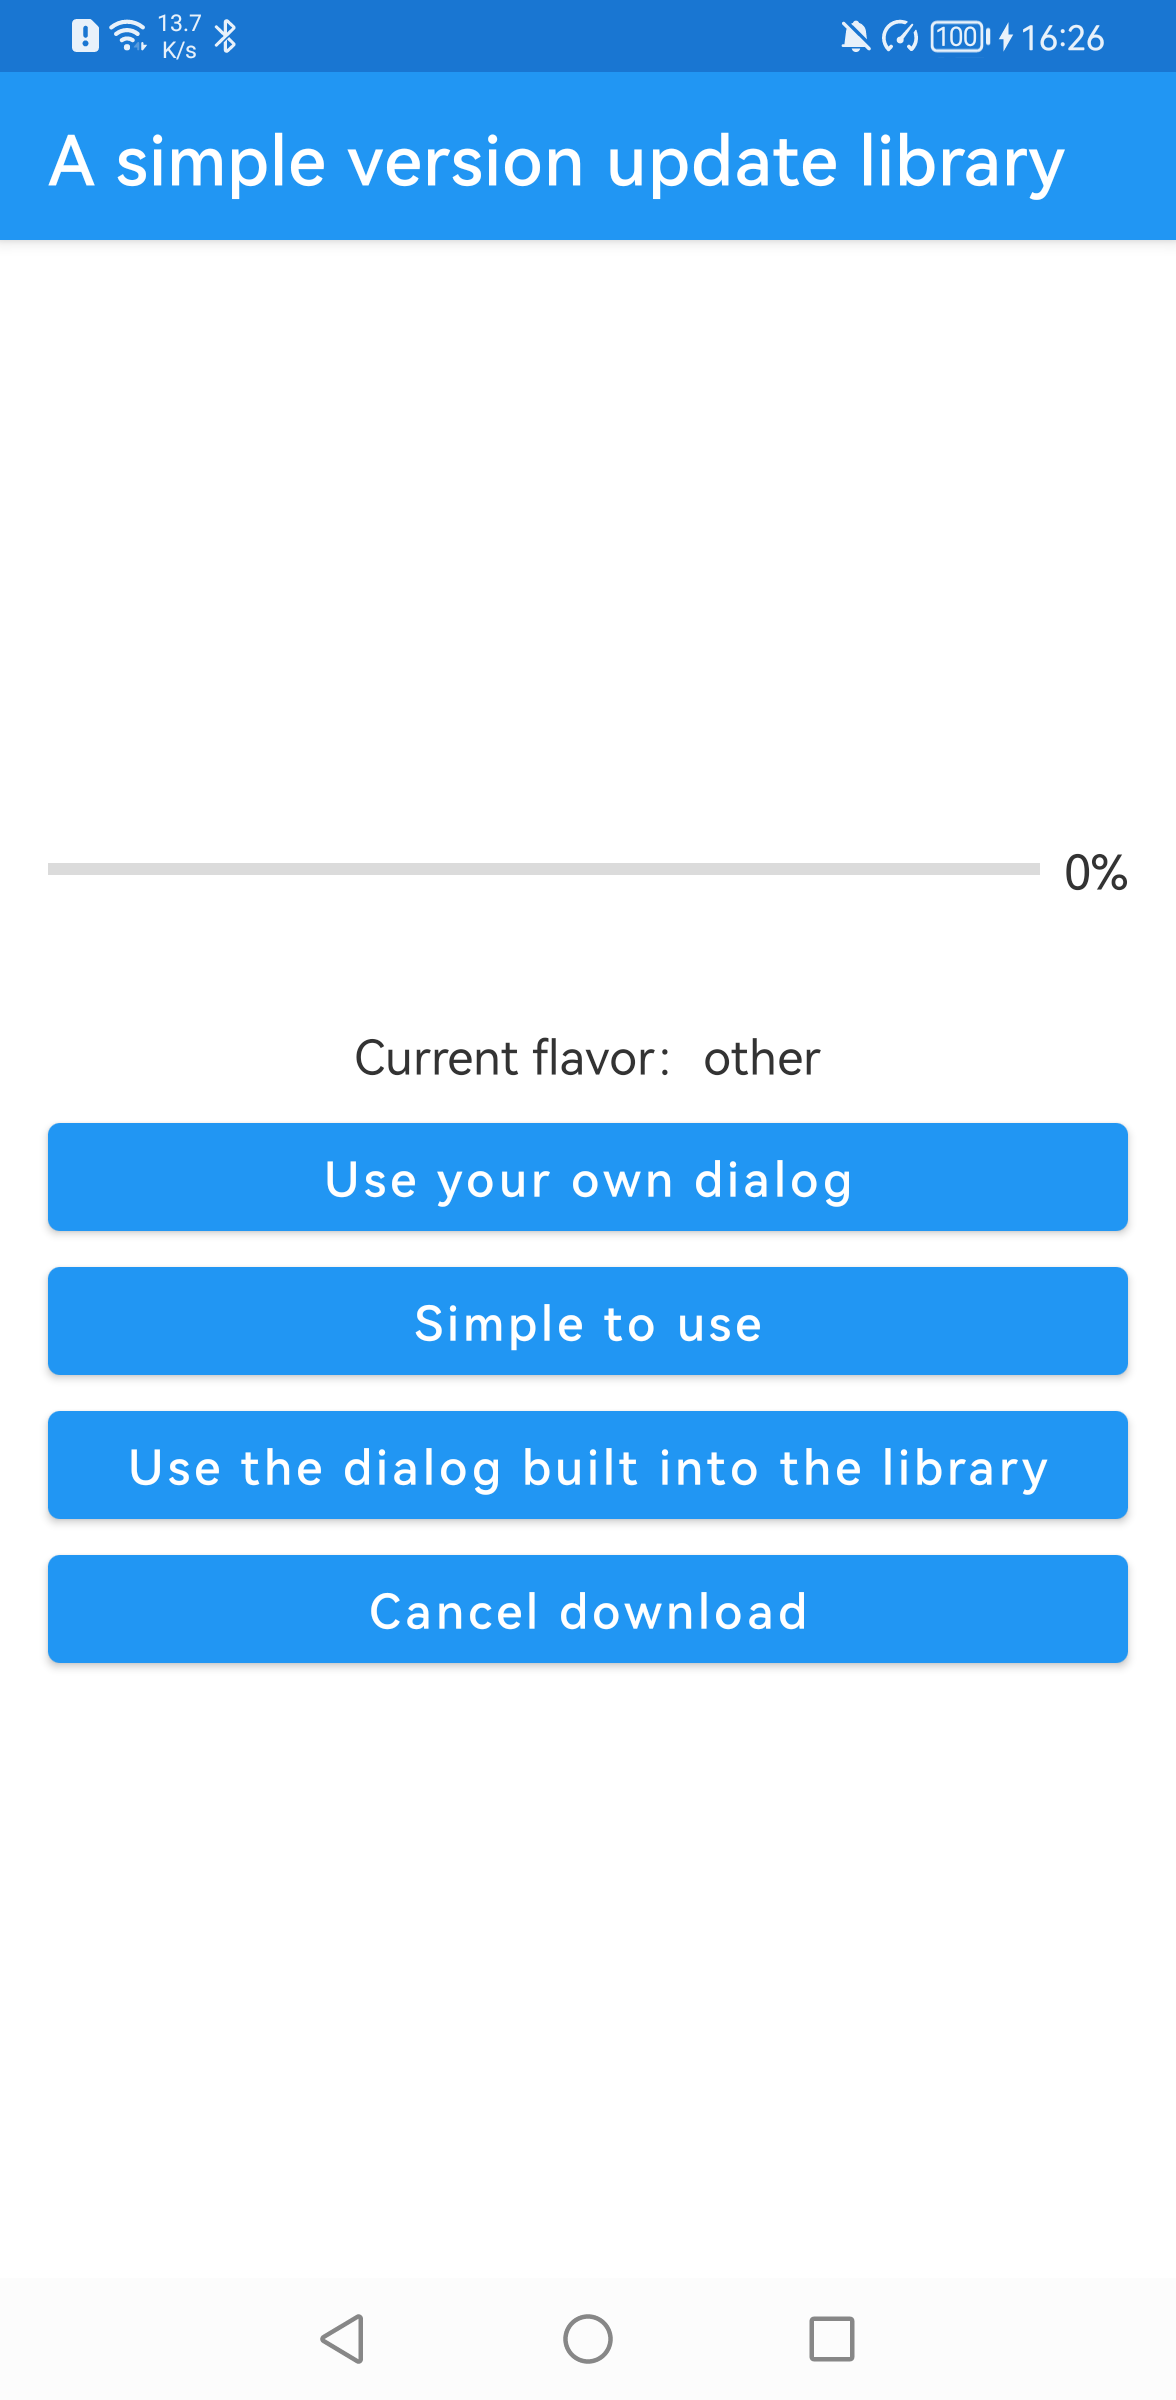 13.7
K/s
100
16:26
A simple version update library
0%
Current flavor： other
Use your own dialog
Simple to use
Use the dialog built into the library
Cancel download